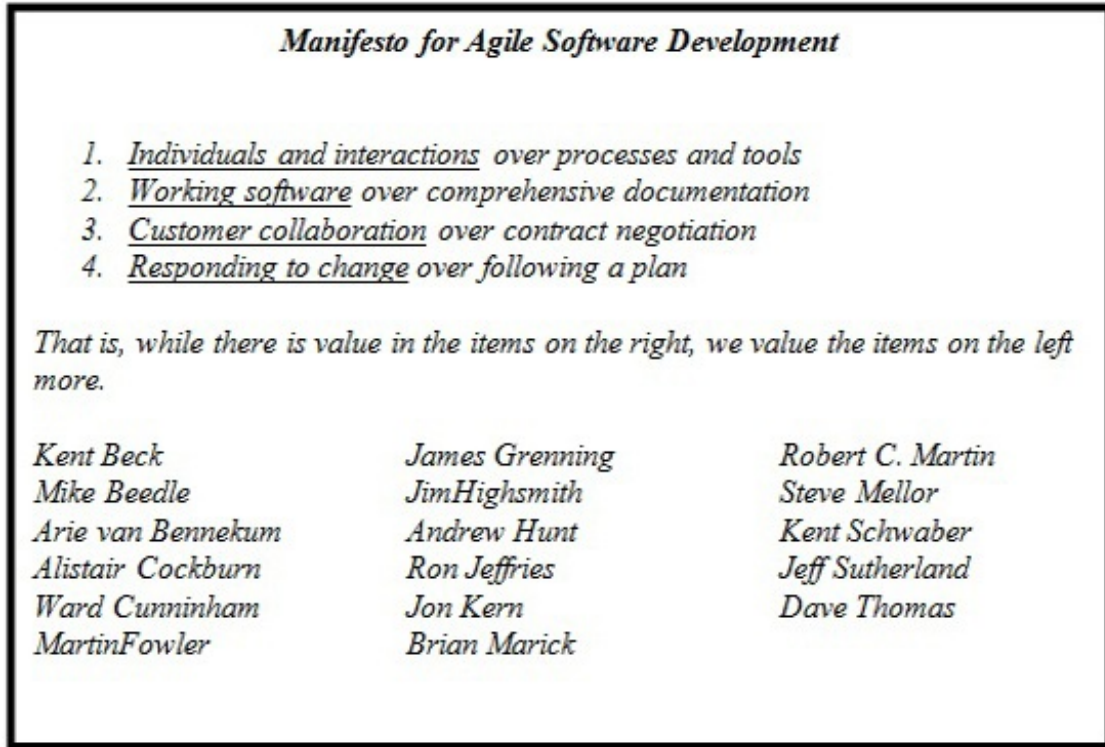 Manifesto for Agile Software Development
1. Individuals and interactions over processes and tools
2. Working software over comprehensive documentation
3. Customer collaboration over contract negotiation
4. Responding to change over following a plan
That is, while there is value in the items on the right, we value the items on the left
more.
Kent Beck James Grenning Robert C. Martin
Mike Beedle JimHighsmith Steve Mellor
Arie van Bennekum Andrew Hunt Kent Schwaber
Alistair Cockburn Ron Jeffries Jeff Sutherland
Ward Cunninham Jon Kern Dave Thomas
MartinFowler Brian Marick